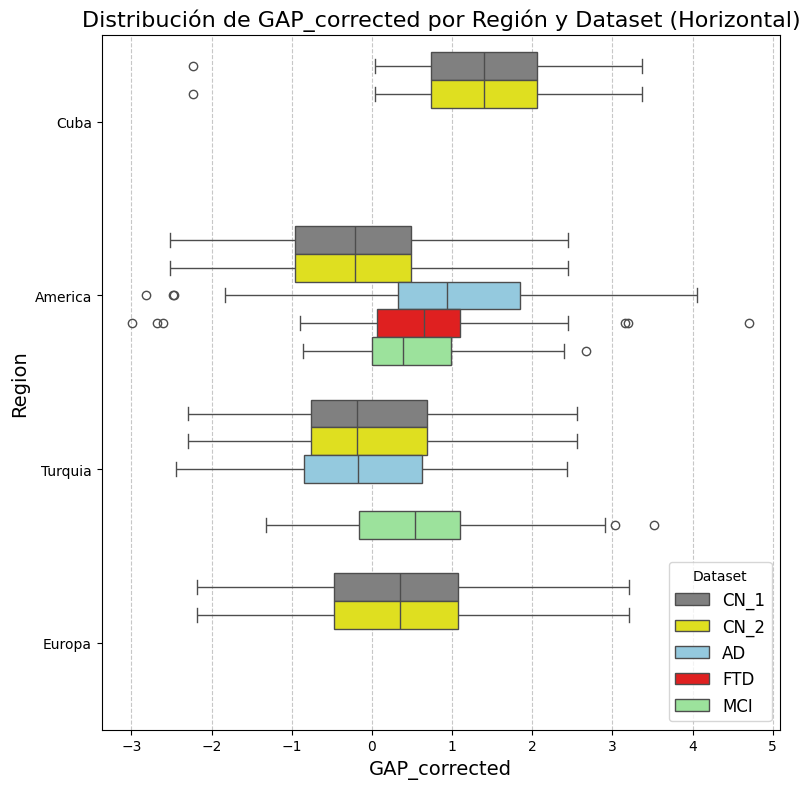 Distribución de GAP_corrected por Región y Dataset (Horizontal)
Region
Cuba
America
Turquia
Europa
Dataset
CN_1
CN_2
AD
FTD
MCI
−3 −2 −1 0 1 2 3 4 5
GAP_corrected